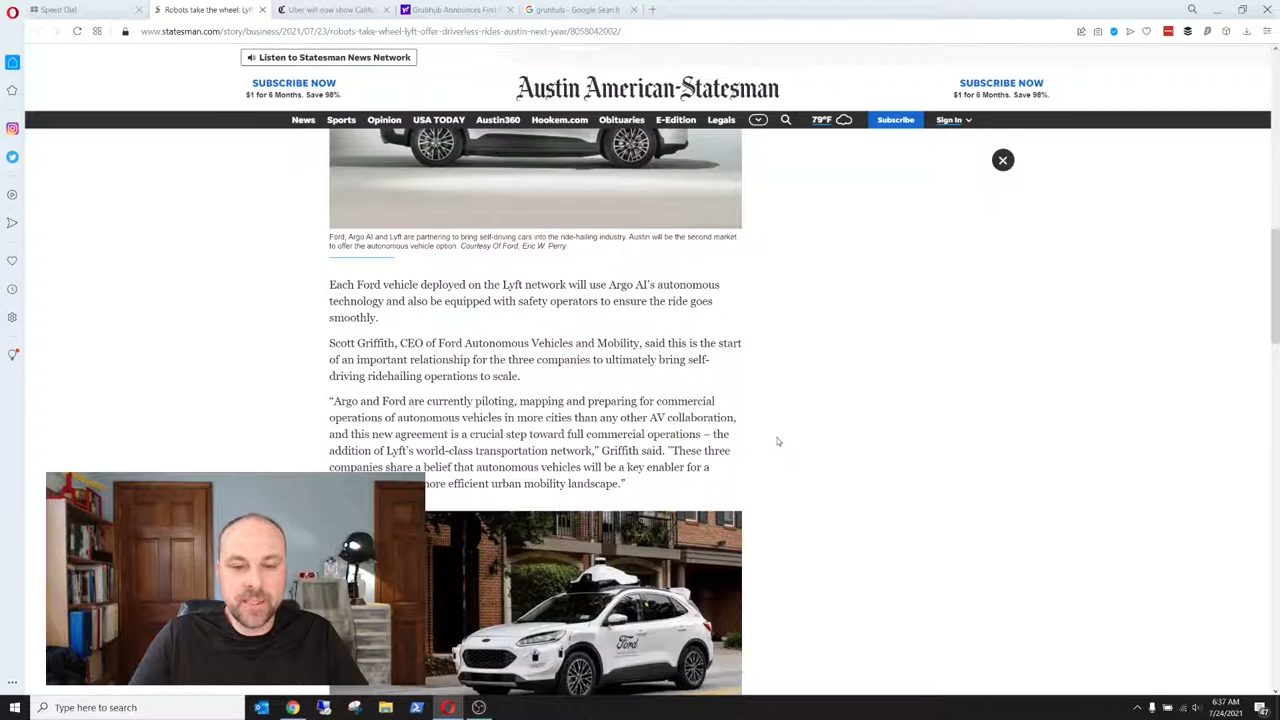 Speed Dial
Robots take the wheel: Lyf
Uber will now show Califo
Grubhub Announces First
grunhub - Google Search
www.statesman.com/story/business/2021/07/23/robots-take-wheel-lyft-offer-driverless-rides-austin-next-year/8058042002/
Listen to Statesman News Network
SUBSCRIBE NOW
$1 for 6 Months. Save 98%.
Austin American-Statesman
SUBSCRIBE NOW
$1 for 6 Months. Save 98%.
News Sports Opinion USA TODAY Austin360 Hookem.com Obituaries E-Edition Legals 79°F Subscribe Sign In
Ford, Argo AI and Lyft are partnering to bring self-driving cars into the ride-hailing industry. Austin will be the second market
to offer the autonomous vehicle option. Courtesy Of Ford, Eric W. Perry
Each Ford vehicle deployed on the Lyft network will use Argo AI's autonomous
technology and also be equipped with safety operators to ensure the ride goes
smoothly.
Scott Griffith, CEO of Ford Autonomous Vehicles and Mobility, said this is the start
of an important relationship for the three companies to ultimately bring self-
driving ridehailing operations to scale.
“Argo and Ford are currently piloting, mapping and preparing for commercial
operations of autonomous vehicles in more cities than any other AV collaboration,
and this new agreement is a crucial step toward full commercial operations – the
addition of Lyft's world-class transportation network,” Griffith said. "These three
companies share a belief that autonomous vehicles will be a key enabler for a
more efficient urban mobility landscape.”
Ford
Type here to search
6:37 AM
7/24/2021
47